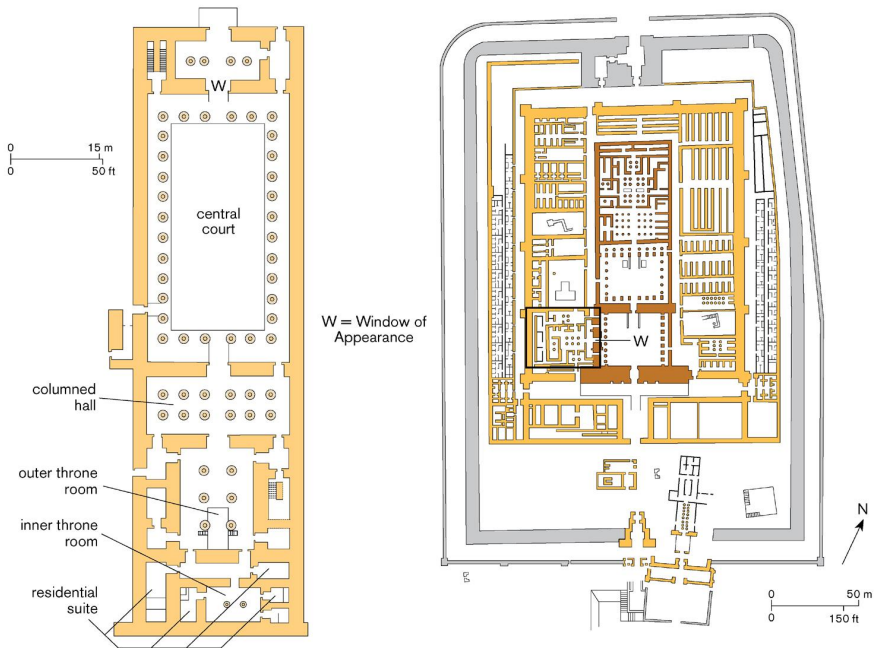 W
0 15 m
0 50 ft
central
court
W = Window of
Appearance
W
columned
hall
outer throne
room
inner throne
room
residential
suite
N
0 50 m
0 150 ft